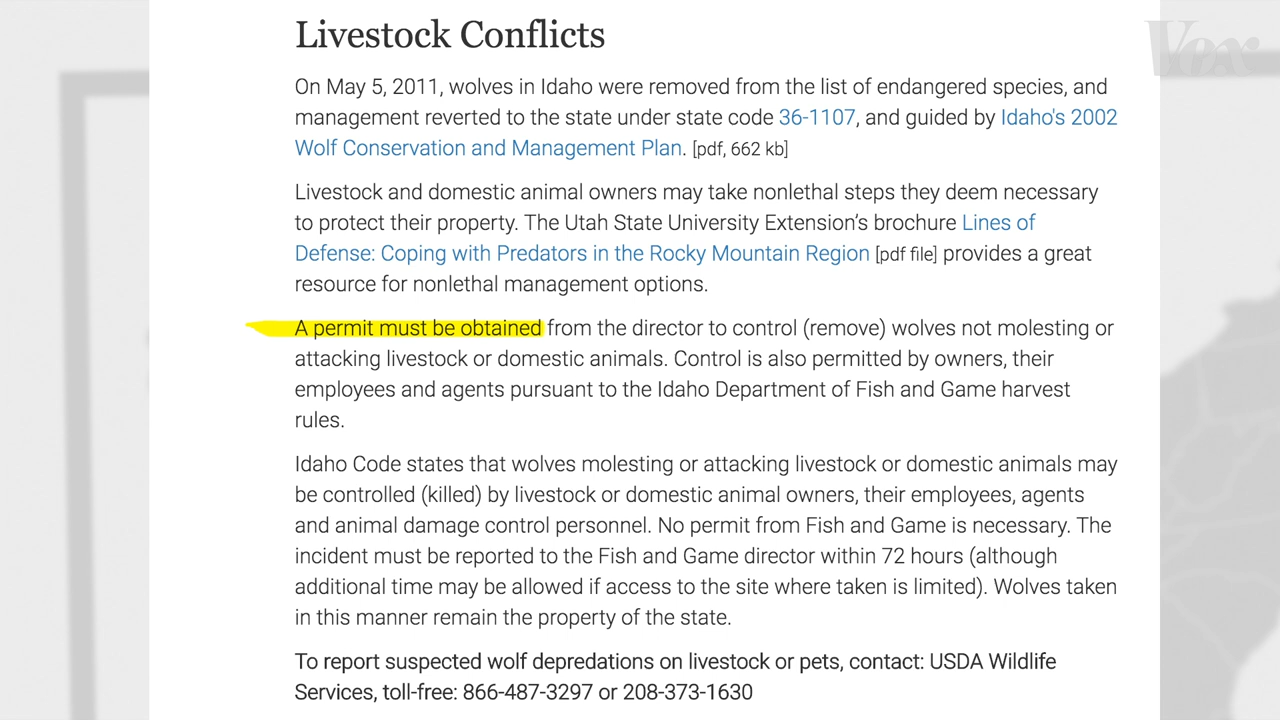 Livestock Conflicts
Vox
On May 5, 2011, wolves in Idaho were removed from the list of endangered species, and
management reverted to the state under state code 36-1107, and guided by Idaho's 2002
Wolf Conservation and Management Plan. [pdf, 662 kb]
Livestock and domestic animal owners may take nonlethal steps they deem necessary
to protect their property. The Utah State University Extension’s brochure Lines of
Defense: Coping with Predators in the Rocky Mountain Region [pdf file] provides a great
resource for nonlethal management options.
A permit must be obtained from the director to control (remove) wolves not molesting or
attacking livestock or domestic animals. Control is also permitted by owners, their
employees and agents pursuant to the Idaho Department of Fish and Game harvest
rules.
Idaho Code states that wolves molesting or attacking livestock or domestic animals may
be controlled (killed) by livestock or domestic animal owners, their employees, agents
and animal damage control personnel. No permit from Fish and Game is necessary. The
incident must be reported to the Fish and Game director within 72 hours (although
additional time may be allowed if access to the site where taken is limited). Wolves taken
in this manner remain the property of the state.
To report suspected wolf depredations on livestock or pets, contact: USDA Wildlife
Services, toll-free: 866-487-3297 or 208-373-1630